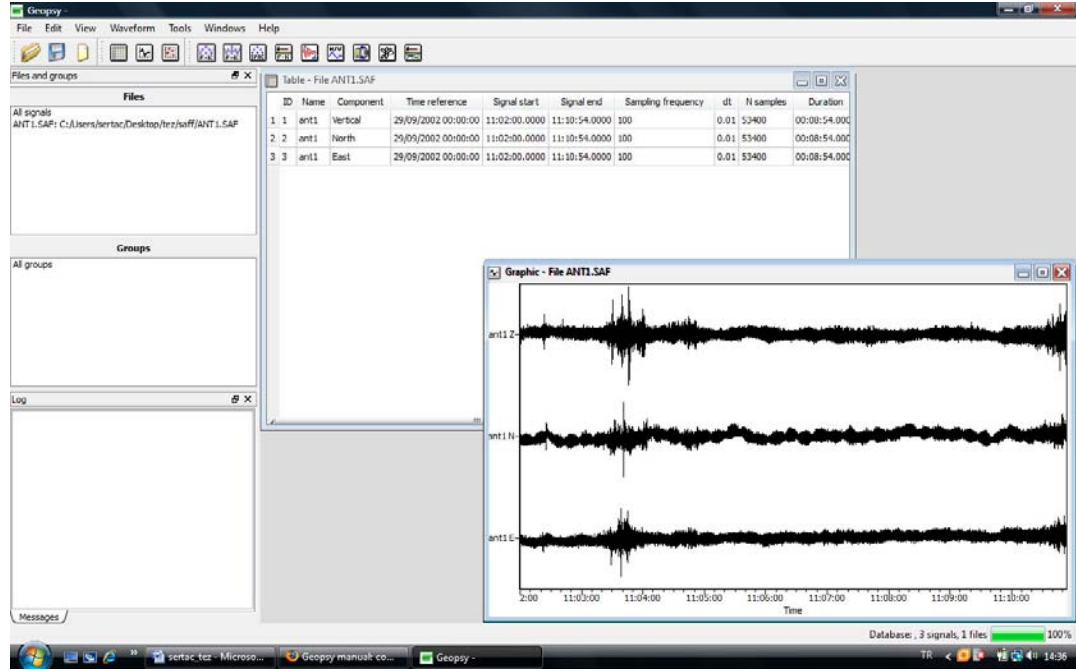 Geopsy -
File Edit View Waveform Tools Windows Help
Files and groups
Files
All signals
ANT1.SAF: C:/Users/sertac/Desktop/tez/saff/ANT1.SAF
Groups
All groups
Log
Messages
Table - File ANT1.SAF
ID Name Component Time reference Signal start Signal end Sampling frequency dt N samples Duration
1 1 ant1 Vertical 29/09/2002 00:00:00 11:02:00.0000 11:10:54.0000 100 0.01 53400 00:08:54.000
2 2 ant1 North 29/09/2002 00:00:00 11:02:00.0000 11:10:54.0000 100 0.01 53400 00:08:54.000
3 3 ant1 East 29/09/2002 00:00:00 11:02:00.0000 11:10:54.0000 100 0.01 53400 00:08:54.000
Graphic - File ANT1.SAF
ant1 Z
ant1 N
ant1 E
2:00 11:03:00 11:04:00 11:05:00 11:06:00 11:07:00 11:08:00 11:09:00 11:10:00
Time
Database: , 3 signals, 1 files 100%
sertac_tez - Microso... Geopsy manual: co... Geopsy - TR 14:36